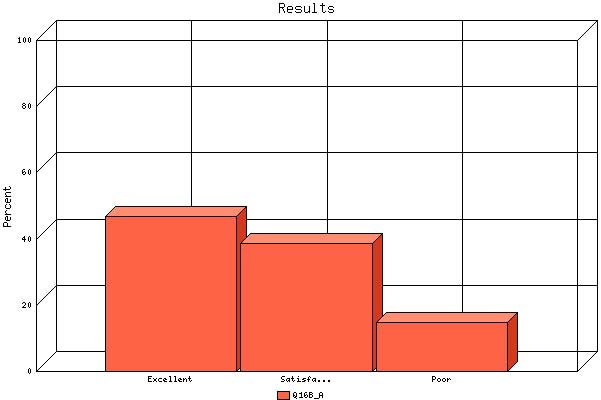 Results
Percent
100
80
60
40
20
0
Excellent
Satisfa...
Poor
Q16B_A